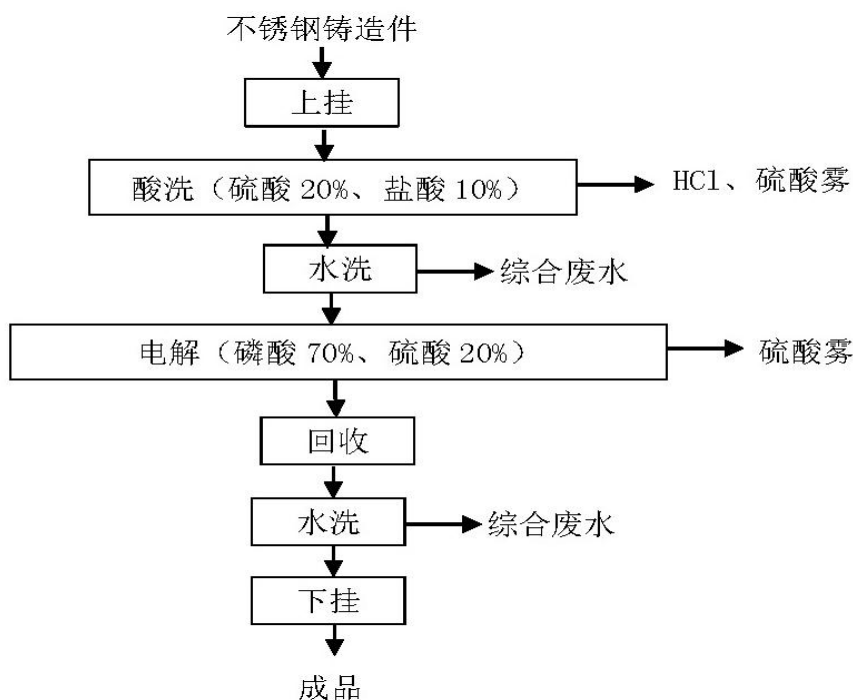 不锈钢铸造件
上挂
酸洗（硫酸 20%、盐酸 10%）
HCl、硫酸雾
水洗
综合废水
电解（磷酸 70%、硫酸 20%）
硫酸雾
回收
水洗
综合废水
下挂
成品